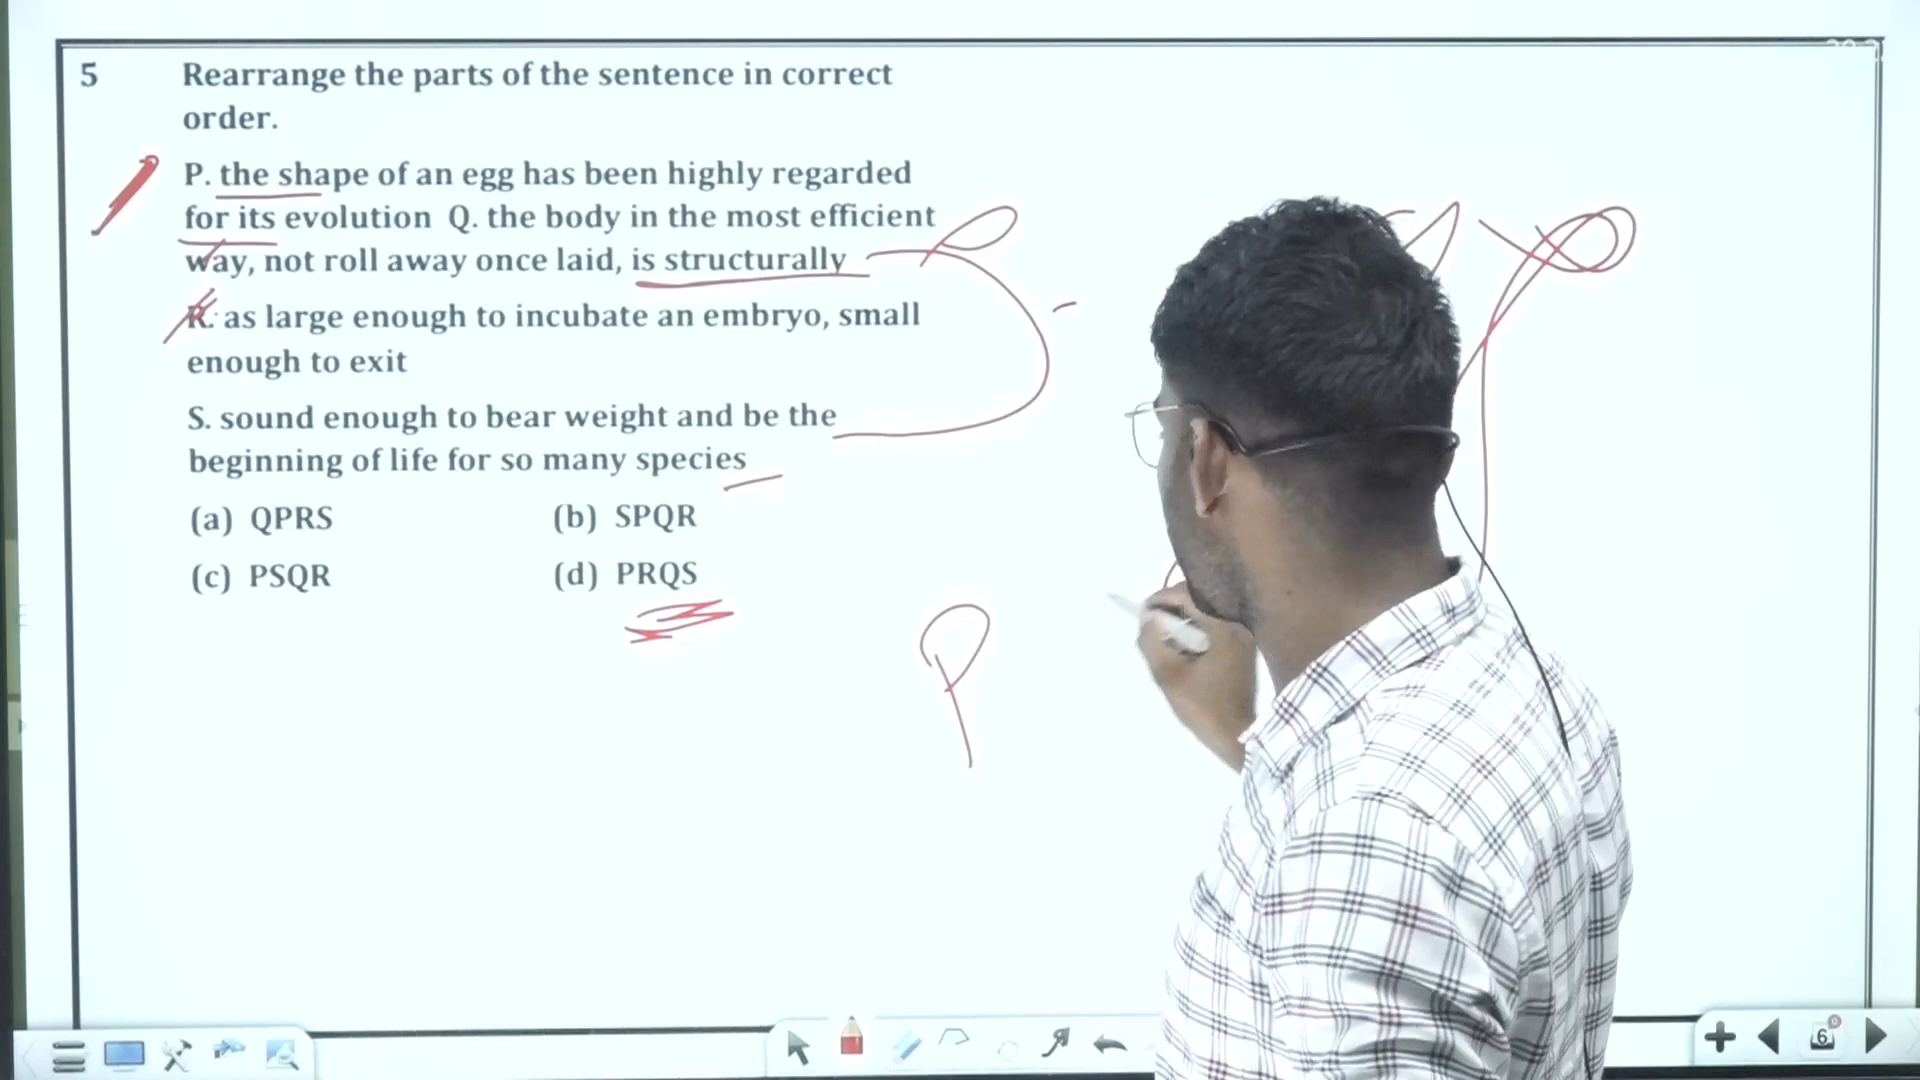 5 Rearrange the parts of the sentence in correct
order.
P. the shape of an egg has been highly regarded
for its evolution Q. the body in the most efficient
way, not roll away once laid, is structurally
R. as large enough to incubate an embryo, small
enough to exit
S. sound enough to bear weight and be the
beginning of life for so many species
(a) QPRS (b) SPQR
(c) PSQR (d) PRQS
P
6